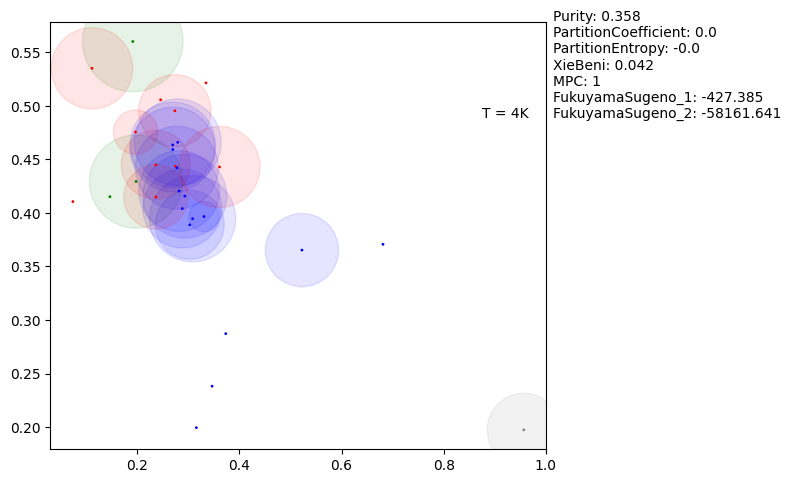 Purity: 0.358
PartitionCoefficient: 0.0
PartitionEntropy: -0.0
XieBeni: 0.042
MPC: 1
FukuyamaSugeno_1: -427.385
FukuyamaSugeno_2: -58161.641
T = 4K
0.55
0.50
0.45
0.40
0.35
0.30
0.25
0.20
0.2 0.4 0.6 0.8 1.0